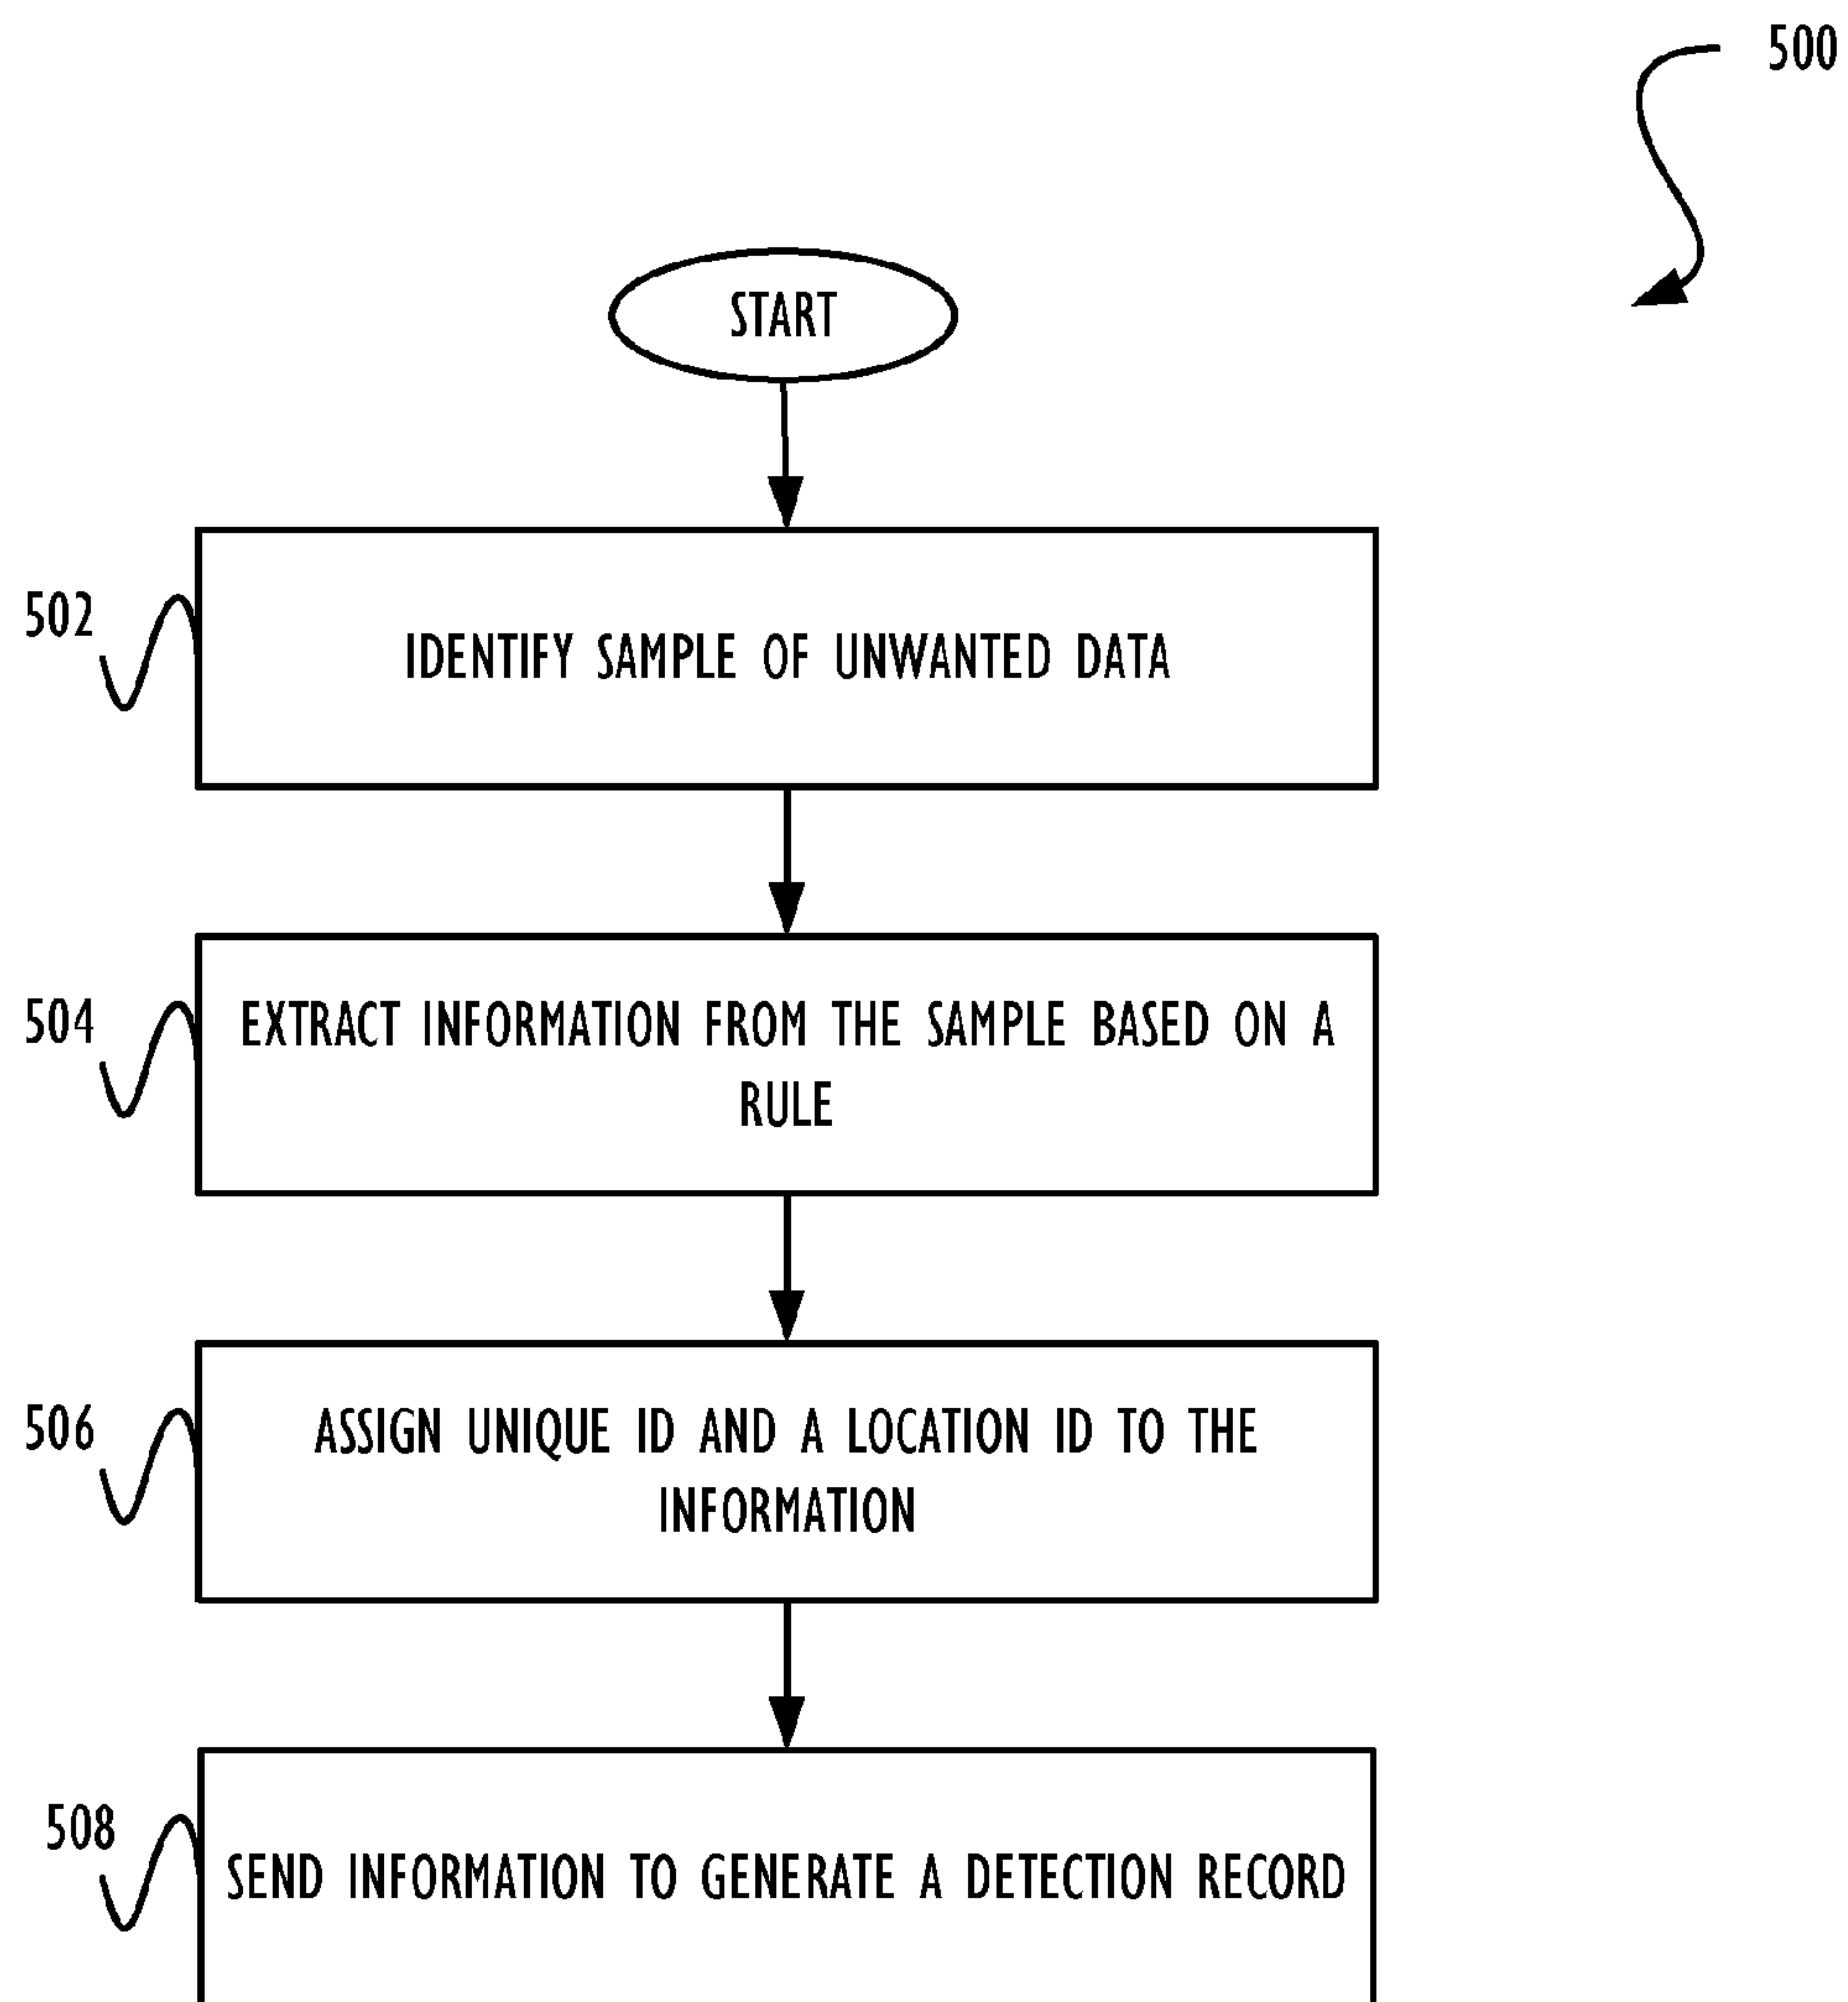 500
START
502
IDENTIFY SAMPLE OF UNWANTED DATA
504
EXTRACT INFORMATION FROM THE SAMPLE BASED ON A
RULE
506
ASSIGN UNIQUE ID AND A LOCATION ID TO THE
INFORMATION
508
SEND INFORMATION TO GENERATE A DETECTION RECORD